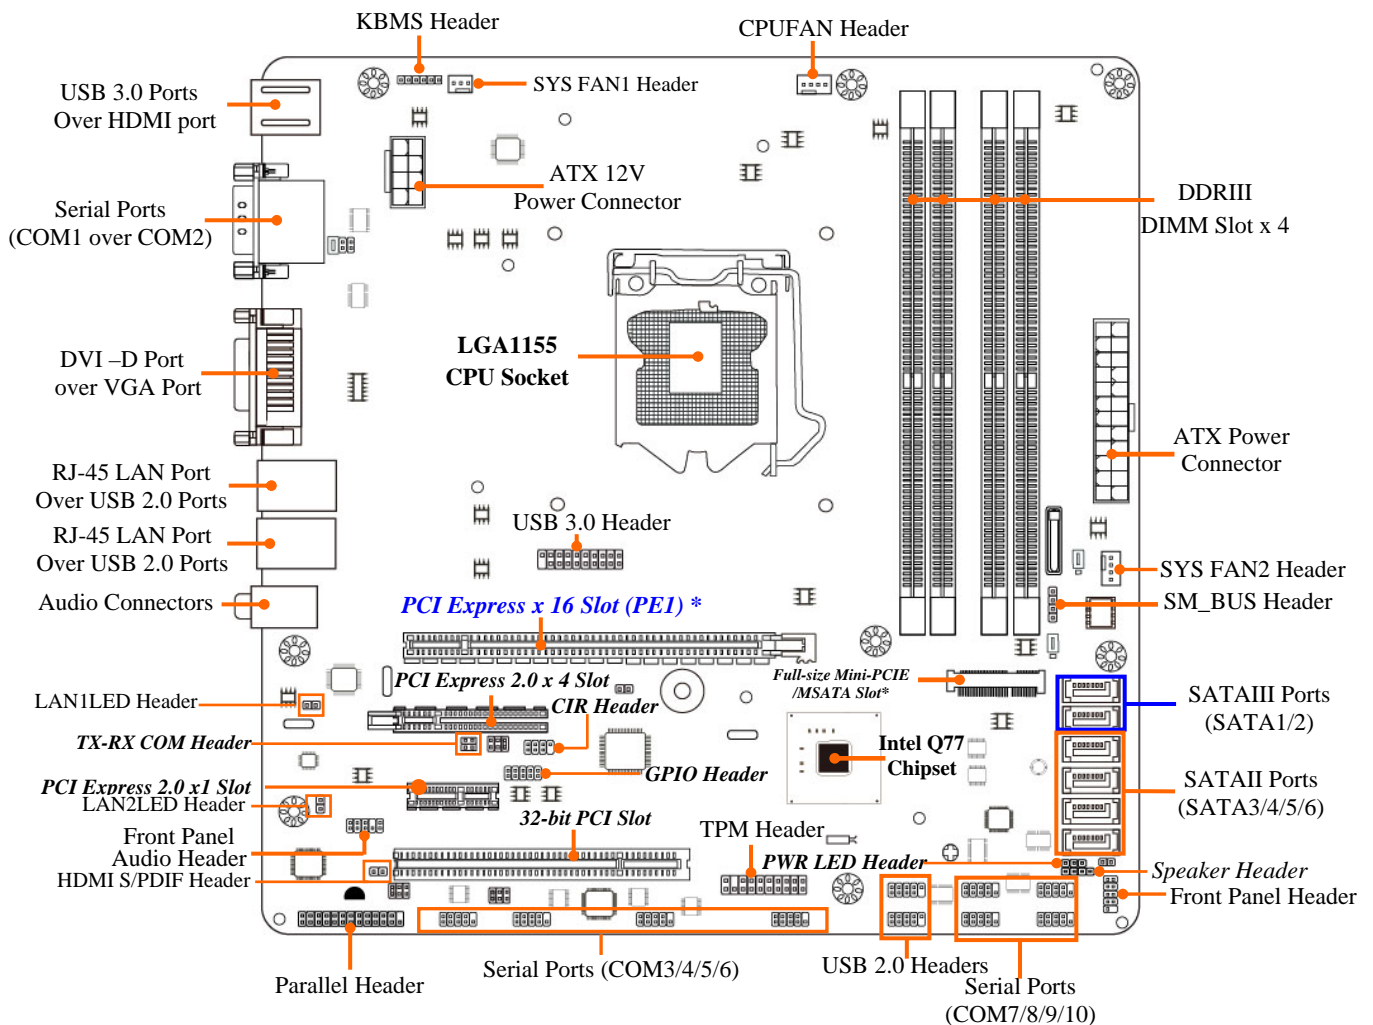 KBMS Header
CPUFAN Header
SYS FAN1 Header
USB 3.0 Ports
Over HDMI port
ATX 12V
Power Connector
Serial Ports
(COM1 over COM2)
DDRIII
DIMM Slot x 4
LGA1155
CPU Socket
DVI –D Port
over VGA Port
ATX Power
Connector
RJ-45 LAN Port
Over USB 2.0 Ports
USB 3.0 Header
RJ-45 LAN Port
Over USB 2.0 Ports
SYS FAN2 Header
Audio Connectors
PCI Express x 16 Slot (PE1) *
SM_BUS Header
PCI Express 2.0 x 4 Slot
Full-size Mini-PCIE
/MSATA Slot*
LAN1LED Header
CIR Header
SATAIII Ports
(SATA1/2)
TX-RX COM Header
Intel Q77
Chipset
GPIO Header
PCI Express 2.0 x1 Slot
LAN2LED Header
SATAII Ports
(SATA3/4/5/6)
32-bit PCI Slot
TPM Header
Front Panel
Audio Header
PWR LED Header
HDMI S/PDIF Header
Speaker Header
Front Panel Header
Serial Ports (COM3/4/5/6)
USB 2.0 Headers
Parallel Header
Serial Ports
(COM7/8/9/10)